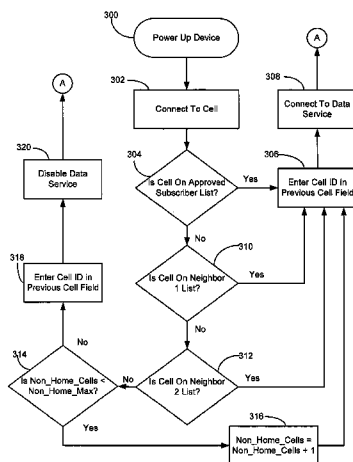 300
Power Up Device
A
A
302
308
Connect To Cell
Connect To Data
Service
320
304
306
Disable Data
Service
Is Cell On Approved
Subscriber List?
Yes
Enter Cell ID in
Previous Cell Field
No
310
318
Enter Cell ID in
Previous Cell Field
Is Cell On Neighbor
1 List?
Yes
No
No
314
312
Is Non_Home_Cells <
Non_Home_Max?
No
Is Cell On Neighbor
2 List?
Yes
Yes
316
Non_Home_Cells =
Non_Home_Cells + 1